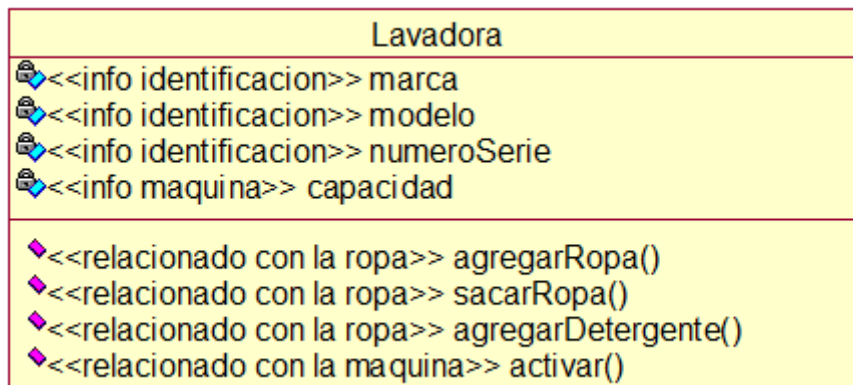 Lavadora
<<info identificacion>> marca
<<info identificacion>> modelo
<<info identificacion>> numeroSerie
<<info maquina>> capacidad
<<relacionado con la ropa>> agregarRopa()
<<relacionado con la ropa>> sacarRopa()
<<relacionado con la ropa>> agregarDetergente()
<<relacionado con la maquina>> activar()